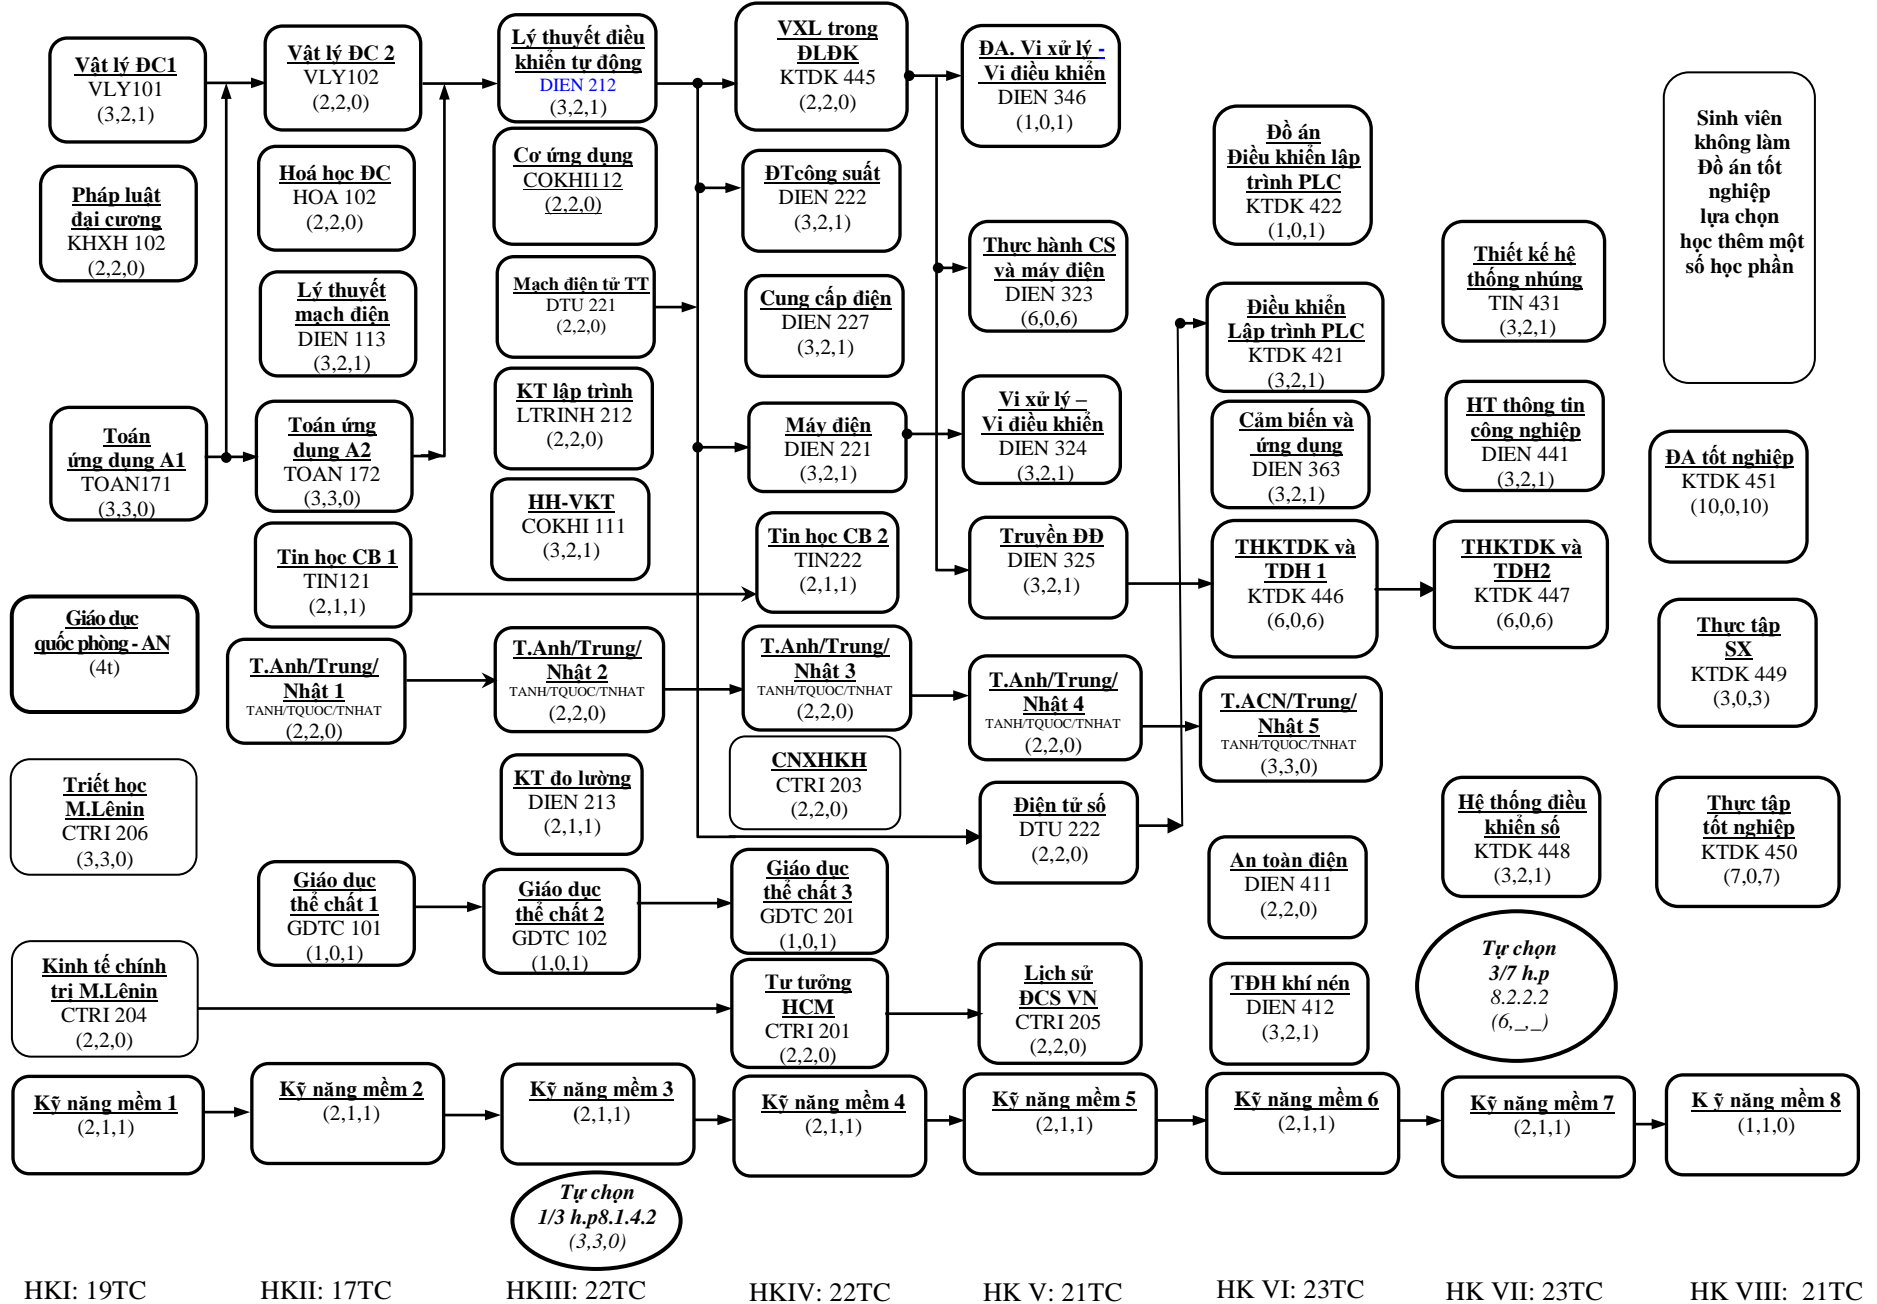 Vật lý ĐC1
VLY101
(3,2,1)
Pháp luật
đại cương
KHXH 102
(2,2,0)
Toán
ứng dụng A1
TOAN171
(3,3,0)
Giáo dục
quốc phòng - AN
(4t)
Triết học
M.Lênin
CTRI 206
(3,3,0)
Kinh tế chính
trị M.Lênin
CTRI 204
(2,2,0)
Kỹ năng mềm 1
(2,1,1)
HKI: 19TC
Vật lý ĐC 2
VLY102
(2,2,0)
Hoá học ĐC
HOA 102
(2,2,0)
Lý thuyết
mạch điện
DIEN 113
(3,2,1)
Toán ứng
dụng A2
TOAN 172
(3,3,0)
Tin học CB 1
TIN121
(2,1,1)
T.Anh/Trung/
Nhật 1
TANH/TQUOC/TNHAT
(2,2,0)
Giáo dục
thể chất 1
GDTC 101
(1,0,1)
Kỹ năng mềm 2
(2,1,1)
HKII: 17TC
Lý thuyết điều
khiển tự động
DIEN 212
(3,2,1)
Cơ ứng dụng
COKHI112
(2,2,0)
Mạch điện tử TT
DTU 221
(2,2,0)
KT lập trình
LTRINH 212
(2,2,0)
HH-VKT
COKHI 111
(3,2,1)
T.Anh/Trung/
Nhật 2
TANH/TQUOC/TNHAT
(2,2,0)
KT đo lường
DIEN 213
(2,1,1)
Giáo dục
thể chất 2
GDTC 102
(1,0,1)
Kỹ năng mềm 3
(2,1,1)
Tự chọn
1/3 h.p8.1.4.2
(3,3,0)
HKIII: 22TC
VXL trong
ĐLĐK
KTDK 445
(2,2,0)
ĐTcông suất
DIEN 222
(3,2,1)
Cung cấp điện
DIEN 227
(3,2,1)
Máy điện
DIEN 221
(3,2,1)
Tin học CB 2
TIN222
(2,1,1)
T.Anh/Trung/
Nhật 3
TANH/TQUOC/TNHAT
(2,2,0)
CNXHKH
CTRI 203
(2,2,0)
Giáo dục
thể chất 3
GDTC 201
(1,0,1)
Tư tưởng
HCM
CTRI 201
(2,2,0)
Kỹ năng mềm 4
(2,1,1)
HKIV: 22TC
ĐA. Vi xử lý -
Vi điều khiển
DIEN 346
(1,0,1)
Thực hành CS
và máy điện
DIEN 323
(6,0,6)
Vi xử lý –
Vi điều khiển
DIEN 324
(3,2,1)
Truyền ĐĐ
DIEN 325
(3,2,1)
T.Anh/Trung/
Nhật 4
TANH/TQUOC/TNHAT
(2,2,0)
Điện tử số
DTU 222
(2,2,0)
Lịch sử
ĐCS VN
CTRI 205
(2,2,0)
Kỹ năng mềm 5
(2,1,1)
HK V: 21TC
Đồ án
Điều khiển lập
trình PLC
KTDK 422
(1,0,1)
Điều khiển
Lập trình PLC
KTDK 421
(3,2,1)
Cảm biến và
ứng dụng
DIEN 363
(3,2,1)
THKTDK và
TDH 1
KTDK 446
(6,0,6)
T.ACN/Trung/
Nhật 5
TANH/TQUOC/TNHAT
(3,3,0)
An toàn điện
DIEN 411
(2,2,0)
TĐH khí nén
DIEN 412
(3,2,1)
Kỹ năng mềm 6
(2,1,1)
HK VI: 23TC
Thiết kế hệ
thống nhúng
TIN 431
(3,2,1)
HT thông tin
công nghiệp
DIEN 441
(3,2,1)
THKTDK và
TDH2
KTDK 447
(6,0,6)
Hệ thống điều
khiển số
KTDK 448
(3,2,1)
Tự chọn
3/7 h.p
8.2.2.2
(6,_,_)
Kỹ năng mềm 7
(2,1,1)
HK VII: 23TC
Sinh viên
không làm
Đồ án tốt
nghiệp
lựa chọn
học thêm một
số học phần
ĐA tốt nghiệp
KTDK 451
(10,0,10)
Thực tập
SX
KTDK 449
(3,0,3)
Thực tập
tốt nghiệp
KTDK 450
(7,0,7)
K ỹ năng mềm 8
(1,1,0)
HK VIII: 21TC